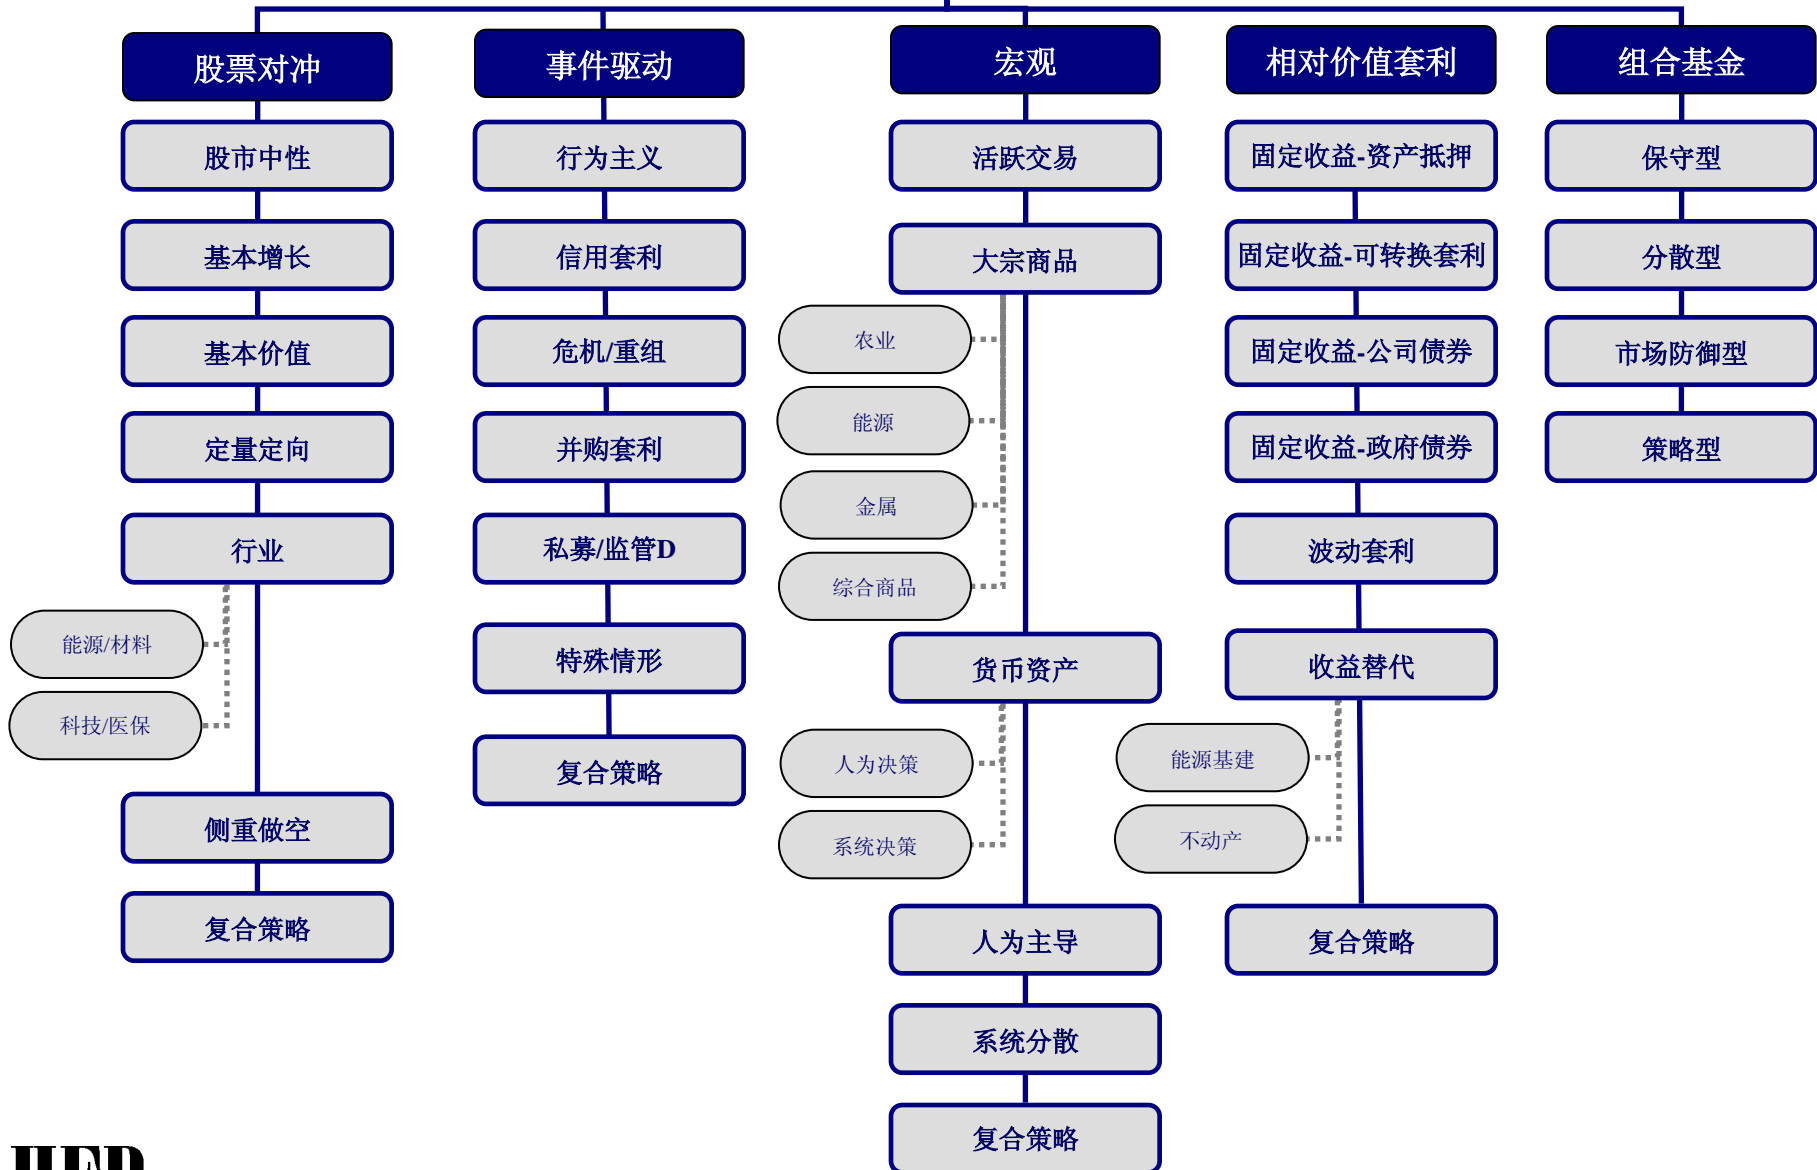 股票对冲
股市中性
基本增长
基本价值
定量定向
行业
能源/材料
科技/医保
侧重做空
复合策略
事件驱动
行为主义
信用套利
危机/重组
并购套利
私募/监管D
特殊情形
复合策略
宏观
活跃交易
大宗商品
农业
能源
金属
综合商品
货币资产
人为决策
系统决策
人为主导
系统分散
复合策略
相对价值套利
固定收益-资产抵押
固定收益-可转换套利
固定收益-公司债券
固定收益-政府债券
波动套利
收益替代
能源基建
不动产
复合策略
组合基金
保守型
分散型
市场防御型
策略型